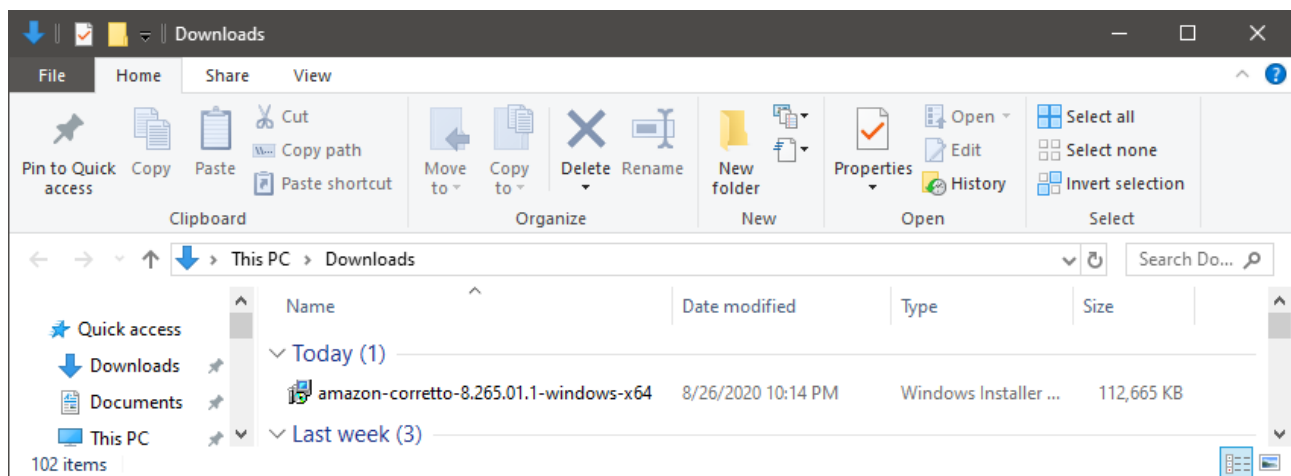 Downloads
File Home Share View
Pin to Quick access
Copy
Paste
Cut
Copy path
Paste shortcut
Clipboard
Move to
Copy to
Delete
Rename
Organize
New folder
New
Properties
Open
Edit
History
Open
Select all
Select none
Invert selection
Select
This PC > Downloads
Search Do...
Name Date modified Type Size
Quick access
Downloads
Documents
This PC
Today (1)
amazon-corretto-8.265.01.1-windows-x64 8/26/2020 10:14 PM Windows Installer ... 112,665 KB
Last week (3)
102 items